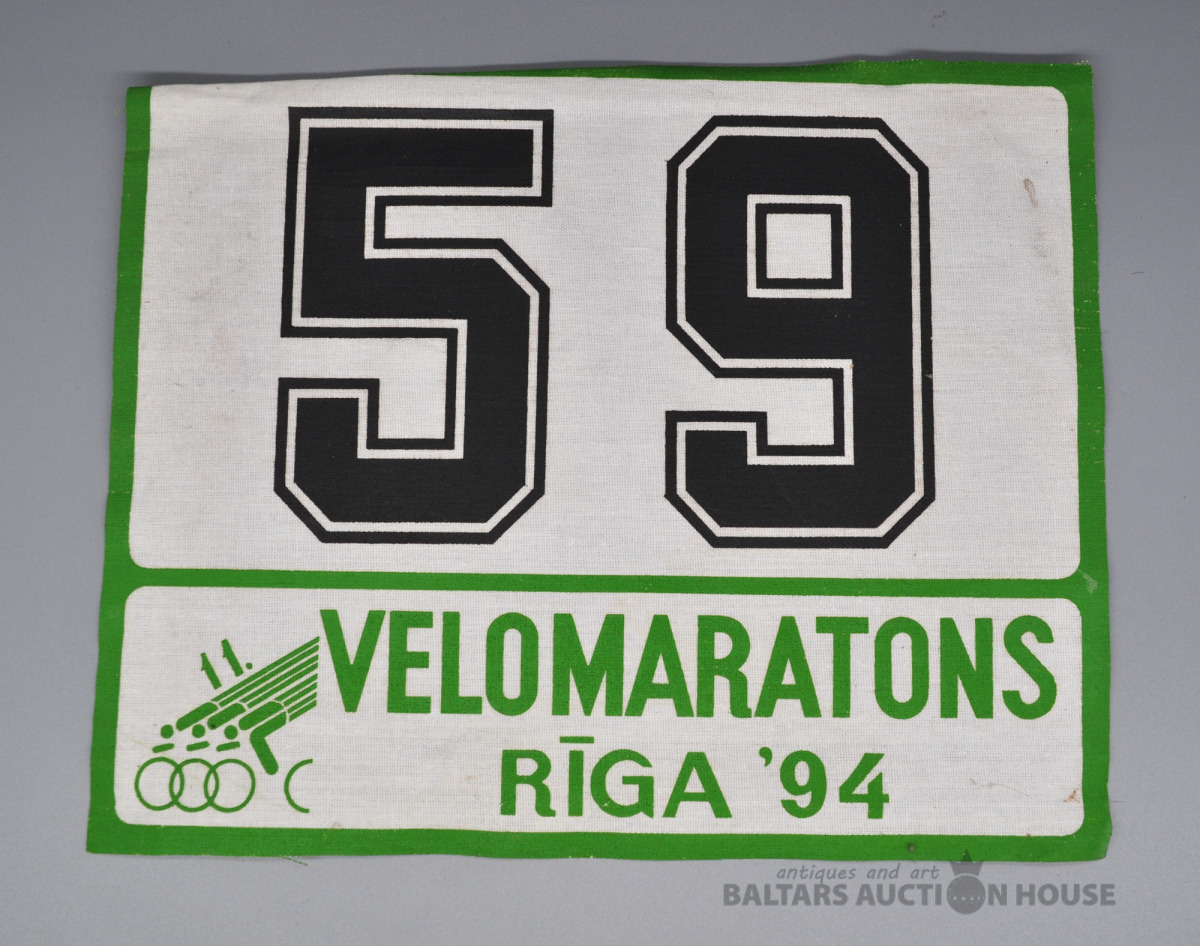 59
11.
VELOMARATONS
RĪGA '94
antiques and art
BALTARS AUCTION HOUSE